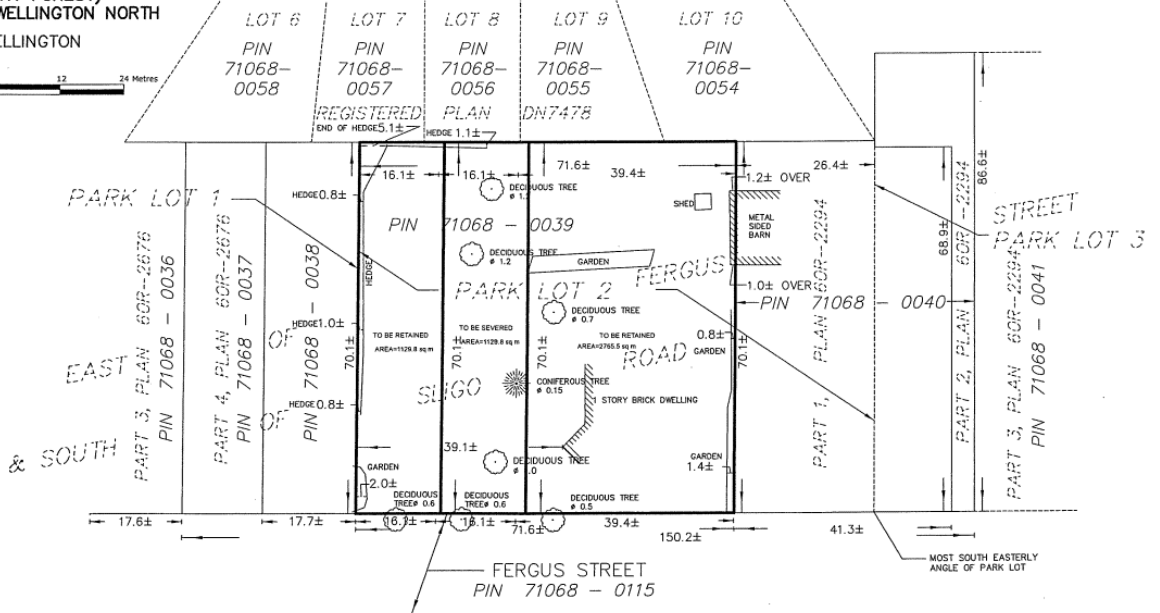 WELLINGTON NORTH
ELLINGTON
12 24 Metres
LOT 6
PIN
71068-
0058
LOT 7
PIN
71068-
0057
LOT 8
PIN
71068-
0056
LOT 9
PIN
71068-
0055
LOT 10
PIN
71068-
0054
REGISTERED PLAN DN7478
END OF HEDGE 5.1±
HEDGE 1.1±
16.1±
16.1±
71.6±
39.4±
26.4±
1.2± OVER
86.6±
HEDGE 0.8±
DECIDUOUS TREE
SHED
METAL
SIDED
BARN
PARK LOT 1
PIN 71068 - 0039
STREET
PARK LOT 3
68.9±
DECIDUOUS TREE
ø 1.2
GARDEN
FERGUS
1.0± OVER
HEDGE
PARK LOT 2
PIN 71068 - 0040
DECIDUOUS TREE
ø 0.7
HEDGE 1.0±
TO BE RETAINED
AREA=1129.8 sq m
TO BE SEVERED
AREA=1129.8 sq m
TO BE RETAINED
AREA=2765.5 sq m
0.8±
GARDEN
70.1±
70.1±
70.1±
70.1±
ROAD
EAST
OF
SLIGO
CONIFEROUS TREE
ø 0.15
1 STORY BRICK DWELLING
HEDGE 0.8±
OF
& SOUTH
PART 3, PLAN 60R-2676
PIN 71068 - 0036
PART 4, PLAN 60R-2676
PIN 71068 - 0037
PIN 71068 - 0038
PART 1, PLAN 60R-2294
PART 2, PLAN 60R-2294
PART 3, PLAN 60R-2294
PIN 71068 - 0041
39.1±
GARDEN
2.0±
DECIDUOUS TREE
GARDEN
1.4±
DECIDUOUS
TREE ø 0.6
DECIDUOUS
TREE ø 0.6
DECIDUOUS TREE
ø 0.5
17.6±
17.7±
16.1±
16.1±
71.6±
39.4±
150.2±
41.3±
MOST SOUTH EASTERLY
ANGLE OF PARK LOT
FERGUS STREET
PIN 71068 - 0115